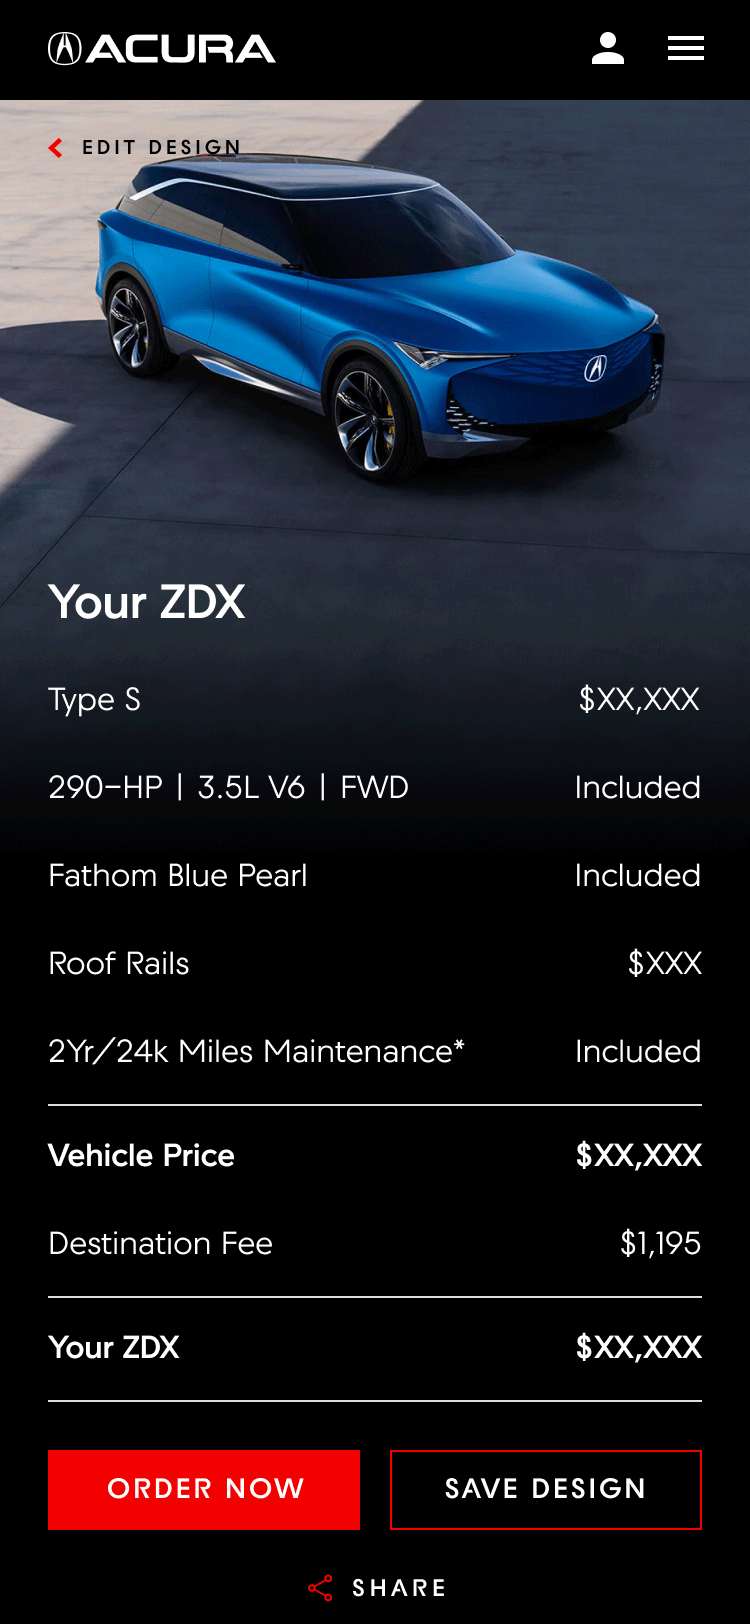 ACURA
EDIT DESIGN
Your ZDX
Type S $XX,XXX
290-HP | 3.5L V6 | FWD Included
Fathom Blue Pearl Included
Roof Rails $XXX
2Yr/24k Miles Maintenance* Included
Vehicle Price $XX,XXX
Destination Fee $1,195
Your ZDX $XX,XXX
ORDER NOW SAVE DESIGN
SHARE